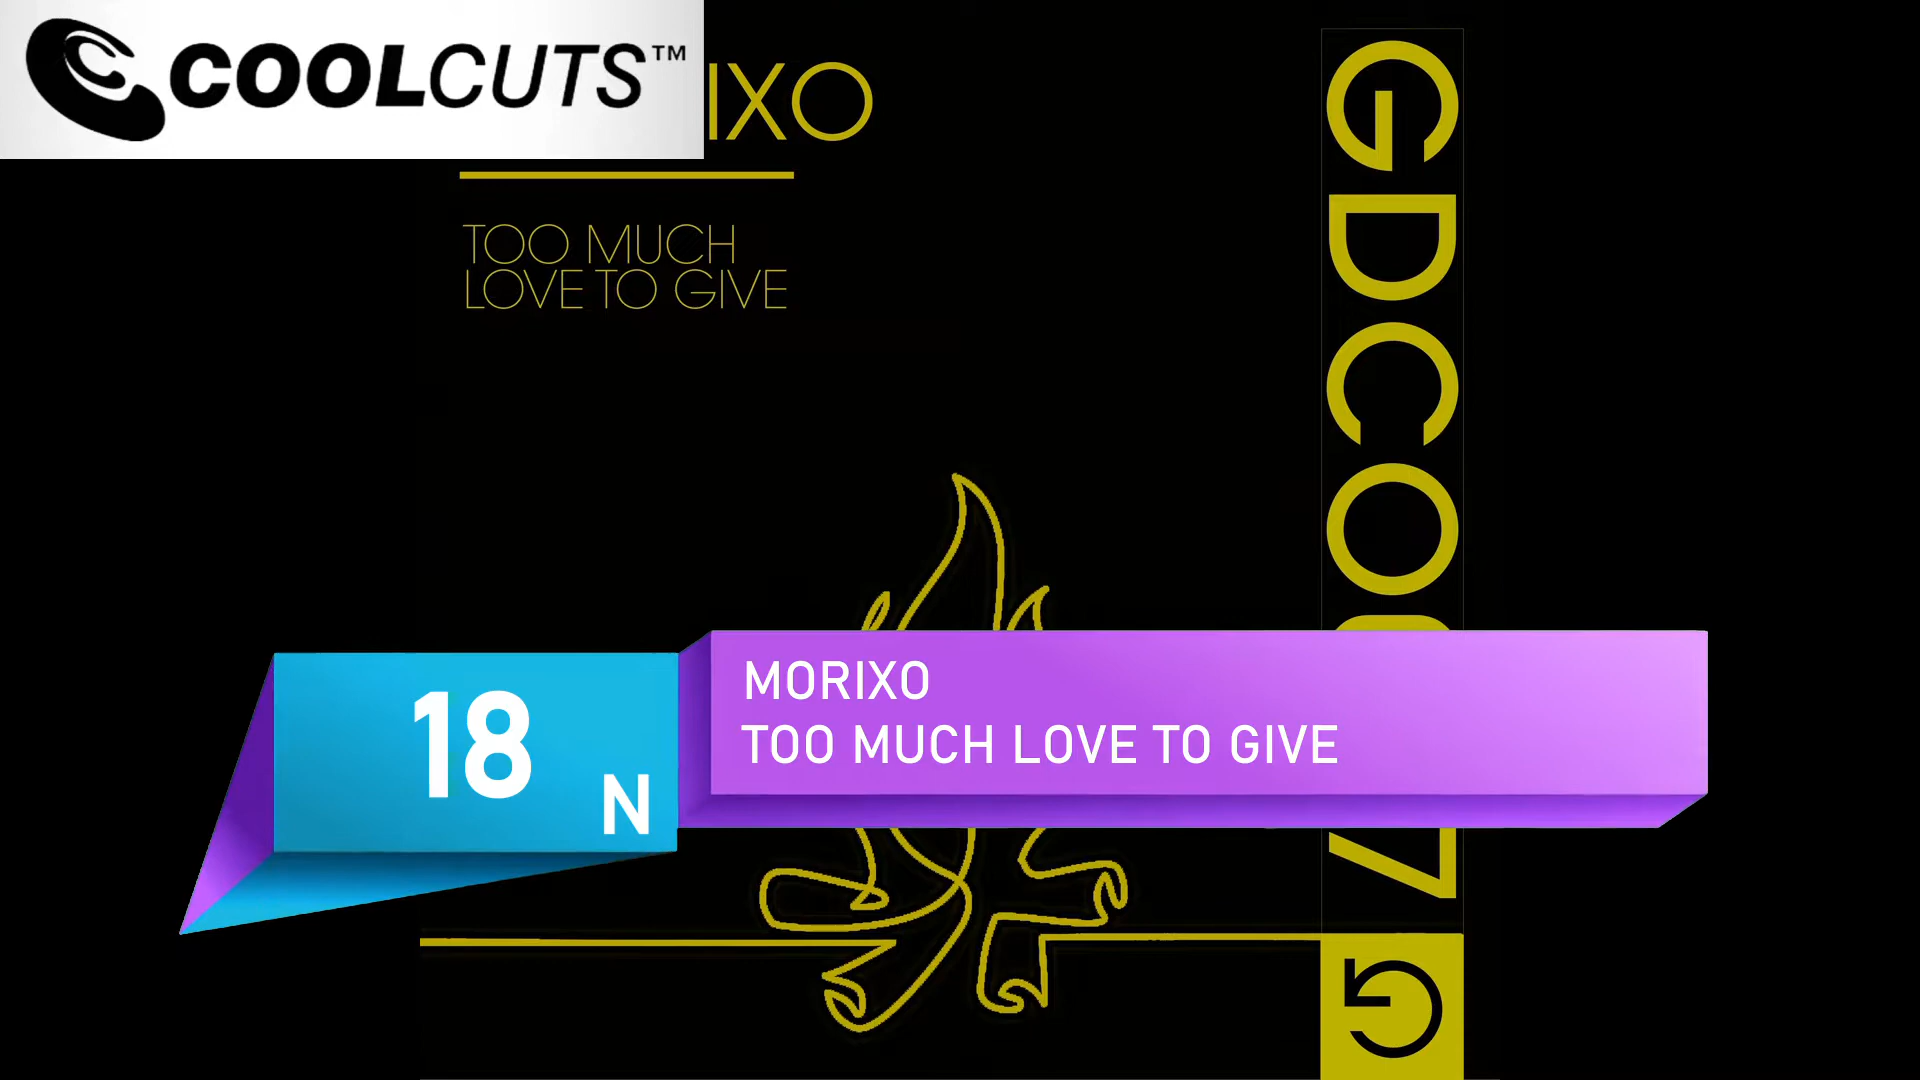 COOLCUTS™
IXO
TOO MUCH
LOVE TO GIVE
GDCO
7
18
N
MORIXO
TOO MUCH LOVE TO GIVE